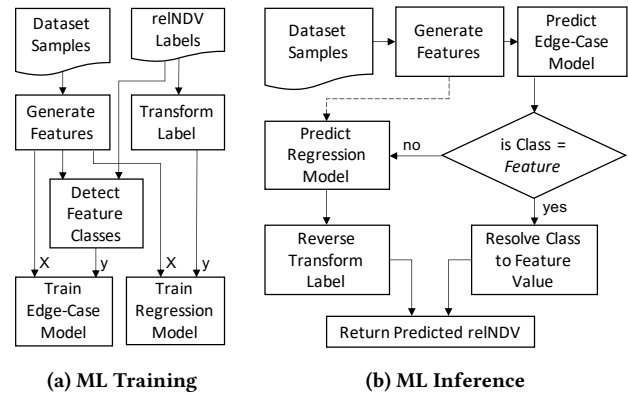 Dataset
Samples
relNDV
Labels
Generate
Features
Transform
Label
Detect
Feature
Classes
X
y
X
y
Train
Edge-Case
Model
Train
Regression
Model
(a) ML Training
Dataset
Samples
Generate
Features
Predict
Edge-Case
Model
Predict
Regression
Model
no
is Class =
Feature
yes
Reverse
Transform
Label
Resolve Class
to Feature
Value
Return Predicted relNDV
(b) ML Inference